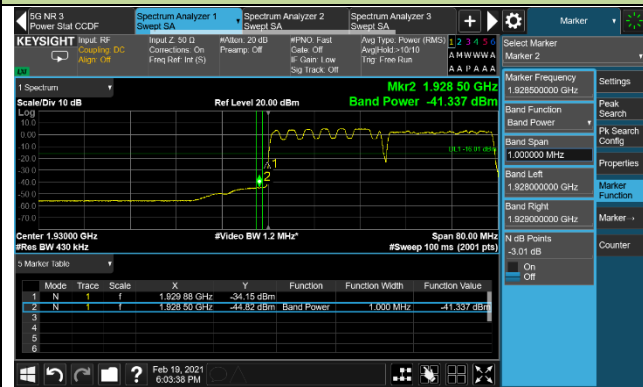 5G NR 3
Power Stat CCDF
Spectrum Analyzer 1
Swept SA
Spectrum Analyzer 2
Swept SA
Spectrum Analyzer 3
Swept SA
Marker
KEYSIGHT
Input: RF
Coupling: DC
Align: Off
Input Z: 50 Ω
Corrections: On
Freq Ref: Int (S)
#Atten: 20 dB
Preamp: Off
#PNO: Fast
Gate: Off
IF Gain: Low
Sig Track: Off
Avg Type: Power (RMS)
Avg|Hold:>10/10
Trig: Free Run
1 2 3 4 5 6
A M W W W W
A A P A A A
LM
Select Marker
Marker 2
1 Spectrum
Mkr2 1.928 50 GHz
Scale/Div 10 dB
Ref Level 20.00 dBm
Band Power -41.337 dBm
Log
10.0
0.00
-10.0
-20.0
-30.0
-40.0
-50.0
-60.0
-70.0
DL1 -16.91 dBm
1
2
Center 1.93000 GHz
#Video BW 1.2 MHz*
Span 80.00 MHz
#Res BW 430 kHz
#Sweep 100 ms (2001 pts)
5 Marker Table
Mode Trace Scale X Y Function Function Width Function Value
1 N 1 f 1.929 88 GHz -34.15 dBm
2 N 1 f 1.928 50 GHz -44.82 dBm Band Power 1.000 MHz -41.337 dBm
3
4
5
6
Marker Frequency
1.928500000 GHz
Band Function
Band Power
Band Span
1.00000 MHz
Band Left
1.928000000 GHz
Band Right
1.929000000 GHz
N dB Points
-3.01 dB
On
Off
Settings
Peak
Search
Pk Search
Config
Properties
Marker
Function
Marker→
Counter
?
Feb 19, 2021
6:03:38 PM